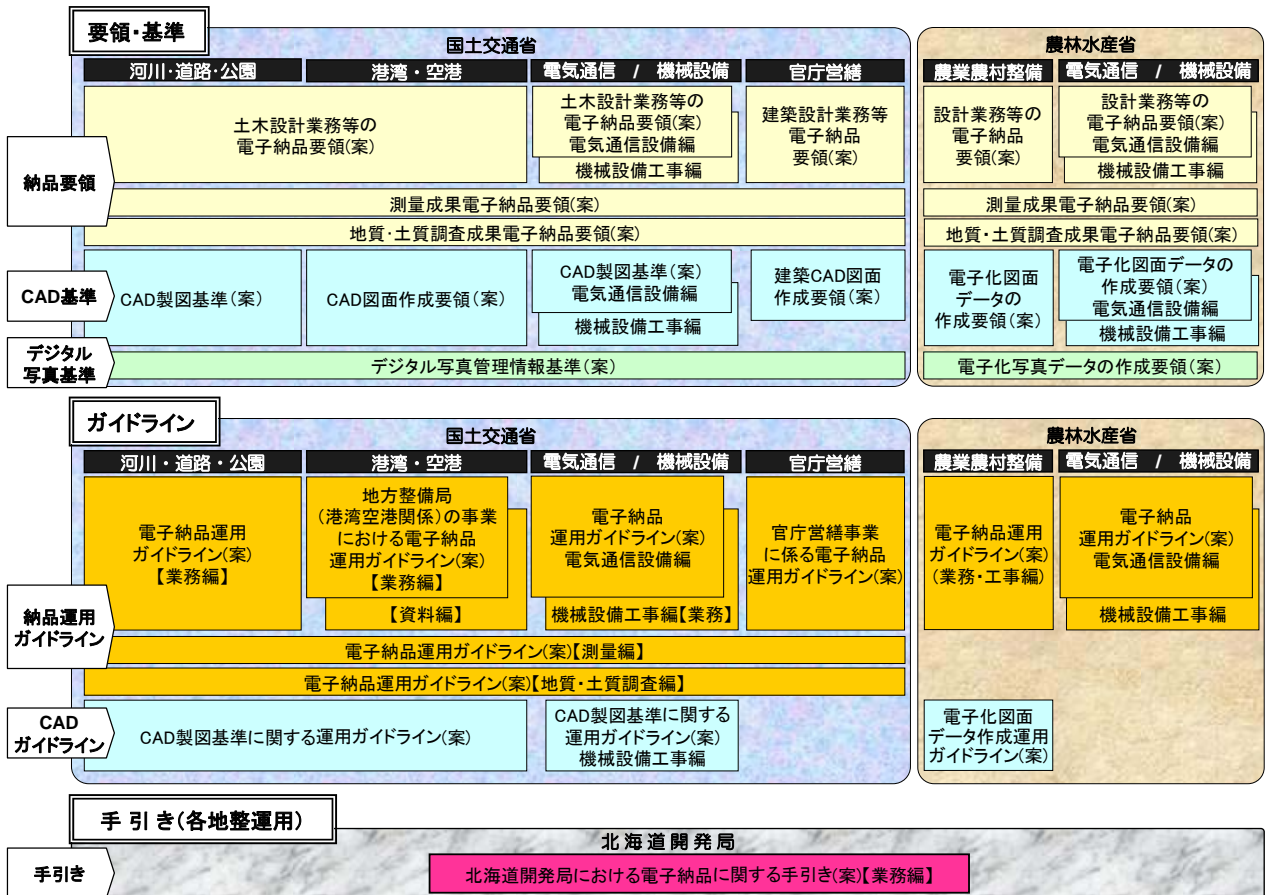 要領・基準
国土交通省
農林水産省
河川・道路・公園
港湾・空港
電気通信 / 機械設備
官庁営繕
農業農村整備
電気通信 / 機械設備
納品要領
土木設計業務等の
電子納品要領(案)
土木設計業務等の
電子納品要領(案)
電気通信設備編
機械設備工事編
建築設計業務等
電子納品
要領(案)
設計業務等の
電子納品
要領(案)
設計業務等の
電子納品要領(案)
電気通信設備編
機械設備工事編
測量成果電子納品要領(案)
測量成果電子納品要領(案)
地質・土質調査成果電子納品要領(案)
地質・土質調査成果電子納品要領(案)
CAD基準
CAD製図基準(案)
CAD図面作成要領(案)
CAD製図基準(案)
電気通信設備編
機械設備工事編
建築CAD図面
作成要領(案)
電子化図面
データの
作成要領(案)
電子化図面データの
作成要領(案)
電気通信設備編
機械設備工事編
デジタル
写真基準
デジタル写真管理情報基準(案)
電子化写真データの作成要領(案)
ガイドライン
国土交通省
農林水産省
河川・道路・公園
港湾・空港
電気通信 / 機械設備
官庁営繕
農業農村整備
電気通信 / 機械設備
納品運用
ガイドライン
電子納品運用
ガイドライン(案)
【業務編】
地方整備局
(港湾空港関係)の事業
における電子納品
運用ガイドライン(案)
【業務編】
【資料編】
電子納品
運用ガイドライン(案)
電気通信設備編
機械設備工事編【業務】
官庁営繕事業
に係る電子納品
運用ガイドライン(案)
電子納品運用
ガイドライン(案)
(業務・工事編)
電子納品
運用ガイドライン(案)
電気通信設備編
機械設備工事編
電子納品運用ガイドライン(案)【測量編】
電子納品運用ガイドライン(案)【地質・土質調査編】
CAD
ガイドライン
CAD製図基準に関する運用ガイドライン(案)
CAD製図基準に関する
運用ガイドライン(案)
機械設備工事編
電子化図面
データ作成運用
ガイドライン(案)
手引き(各地整運用)
北海道開発局
手引き
北海道開発局における電子納品に関する手引き(案)【業務編】